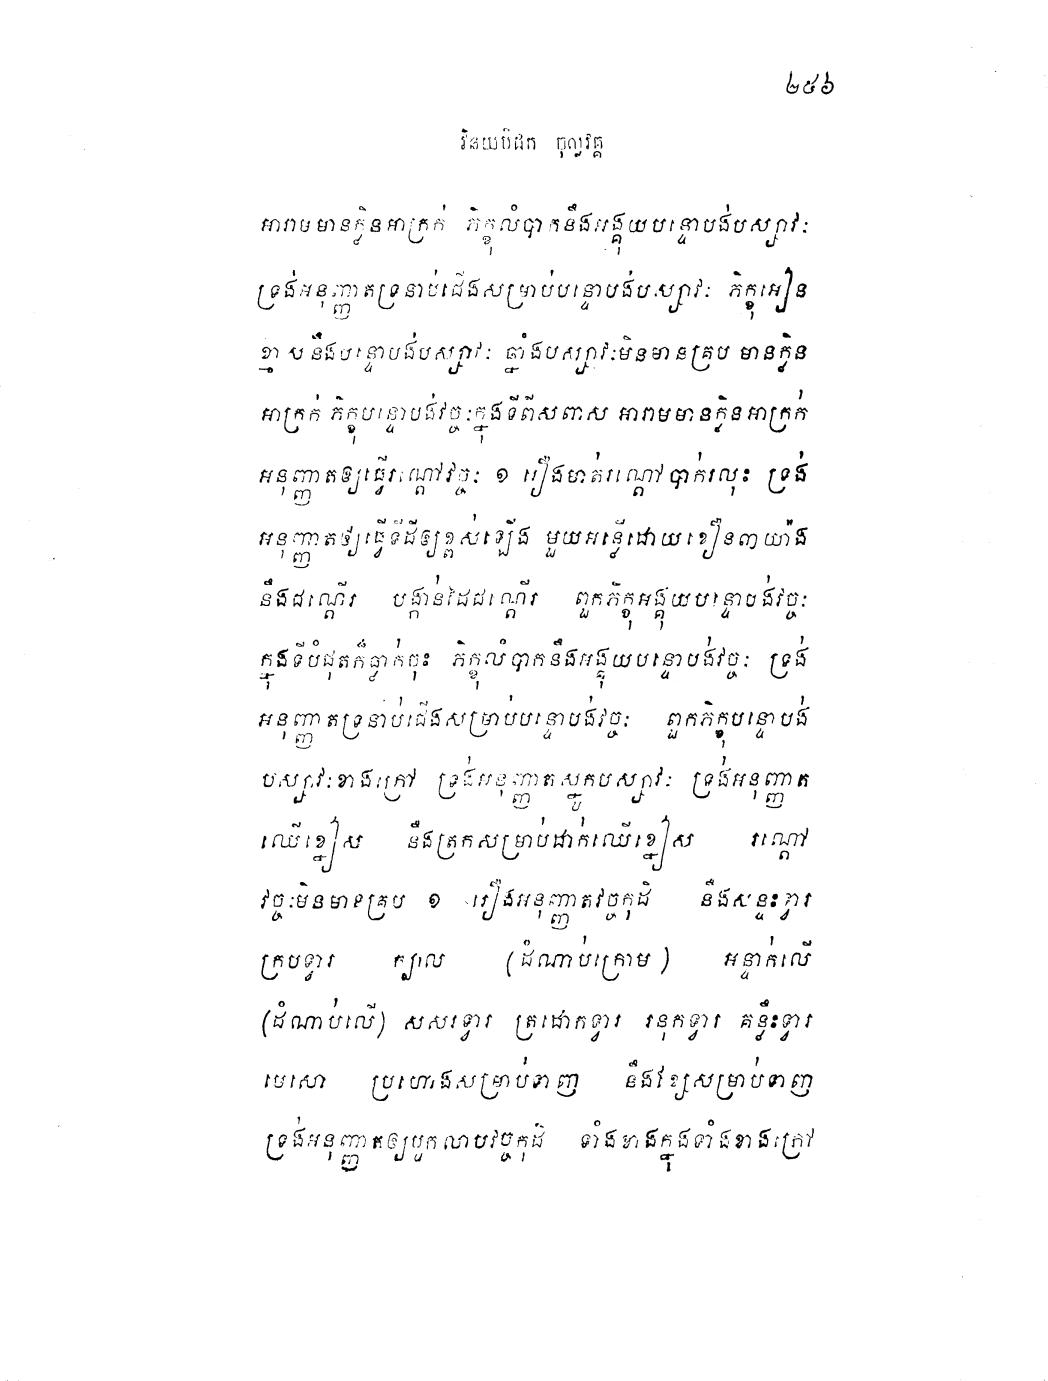 ២៥៦
វិនយបិដក ចុល្លវគ្គ
អារាមមានក្លិនអាក្រក់ ភិក្ខុលំបាកនឹងអង្គុយបន្ទោបង់បស្សាវៈ
ទ្រង់អនុញ្ញាតទ្រនាប់ជើងសម្រាប់បន្ទោបង់បស្សាវៈ ភិក្ខុអៀន
ខ្មាសនឹងបន្ទោបង់បស្សាវៈ ឆ្នាំងបស្សាវៈមិនមានគ្រប មានក្លិន
អាក្រក់ ភិក្ខុបន្ទោបង់វច្ចៈក្នុងទីពីសពាស អារាមមានក្លិនអាក្រក់
អនុញ្ញាតឲ្យធ្វើរណ្តៅវច្ចៈ ១ រឿងមាត់រណ្តៅបាក់រលុះ ទ្រង់
អនុញ្ញាតឲ្យធ្វើទីដីឲ្យខ្ពស់ឡើង មួយអន្លើដោយខឿន៣យ៉ាង
នឹងជណ្តើរ បង្កាន់ដៃជណ្តើរ ពួកភិក្ខុអង្គុយបន្ទោបង់វច្ចៈ
ក្នុងទីបំផុតក៏ធ្លាក់ចុះ ភិក្ខុលំបាកនឹងអង្គុយបន្ទោបង់វច្ចៈ ទ្រង់
អនុញ្ញាតទ្រនាប់ជើងសម្រាប់បន្ទោបង់វច្ចៈ ពួកភិក្ខុបន្ទោបង់
បស្សាវៈខាងក្រៅ ទ្រង់អនុញ្ញាតស្នូកបស្សាវៈ ទ្រង់អនុញ្ញាត
ឈើខ្នៀស នឹងត្រកសម្រាប់ដាក់ឈើខ្នៀស រណ្តៅ
វច្ចៈមិនមានគ្រប ១ រឿងអនុញ្ញាតវច្ចកុដិ នឹងសន្ទះទ្វារ
ក្របទ្វារ ក្បាល (ដំណាប់ក្រោម) អន្ទាក់លើ
(ដំណាប់លើ) សសរទ្វារ ត្រដោកទ្វារ រនុកទ្វារ គន្លឹះទ្វារ
មេសោ ប្រហោងសម្រាប់ទាញ នឹងខ្សែសម្រាប់ទាញ
ទ្រង់អនុញ្ញាតឲ្យបូកលាបវច្ចកុដិ ទាំងខាងក្នុងទាំងខាងក្រៅ